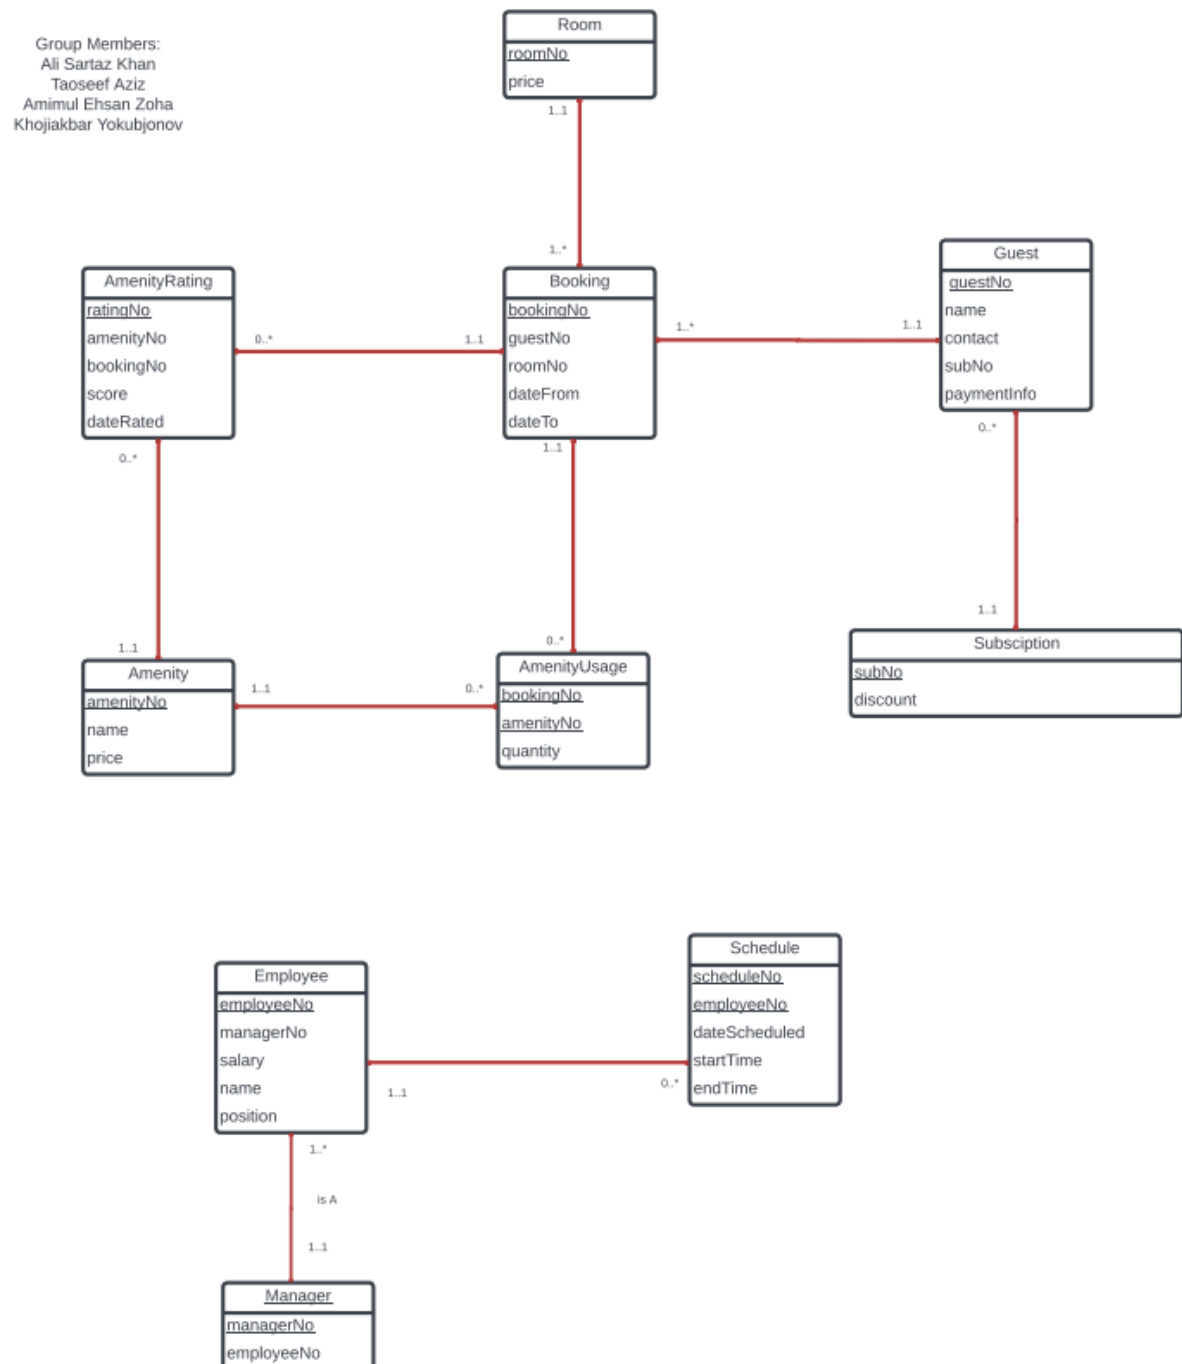 Group Members:
Ali Sartaz Khan
Taoseef Aziz
Amimul Ehsan Zoha
Khojiakbar Yokubjonov
Room
roomNo
price
1..1
1..*
AmenityRating
ratingNo
amenityNo
bookingNo
score
dateRated
0..*
1..1
Booking
bookingNo
guestNo
roomNo
dateFrom
dateTo
1..*
1..1
Guest
guestNo
name
contact
subNo
paymentInfo
0..*
1..1
0..*
1..1
1..1
0..*
Amenity
amenityNo
name
price
1..1
0..*
AmenityUsage
bookingNo
amenityNo
quantity
Subsciption
subNo
discount
Employee
employeeNo
managerNo
salary
name
position
1..1
0..*
Schedule
scheduleNo
employeeNo
dateScheduled
startTime
endTime
1..*
is A
1..1
Manager
managerNo
employeeNo